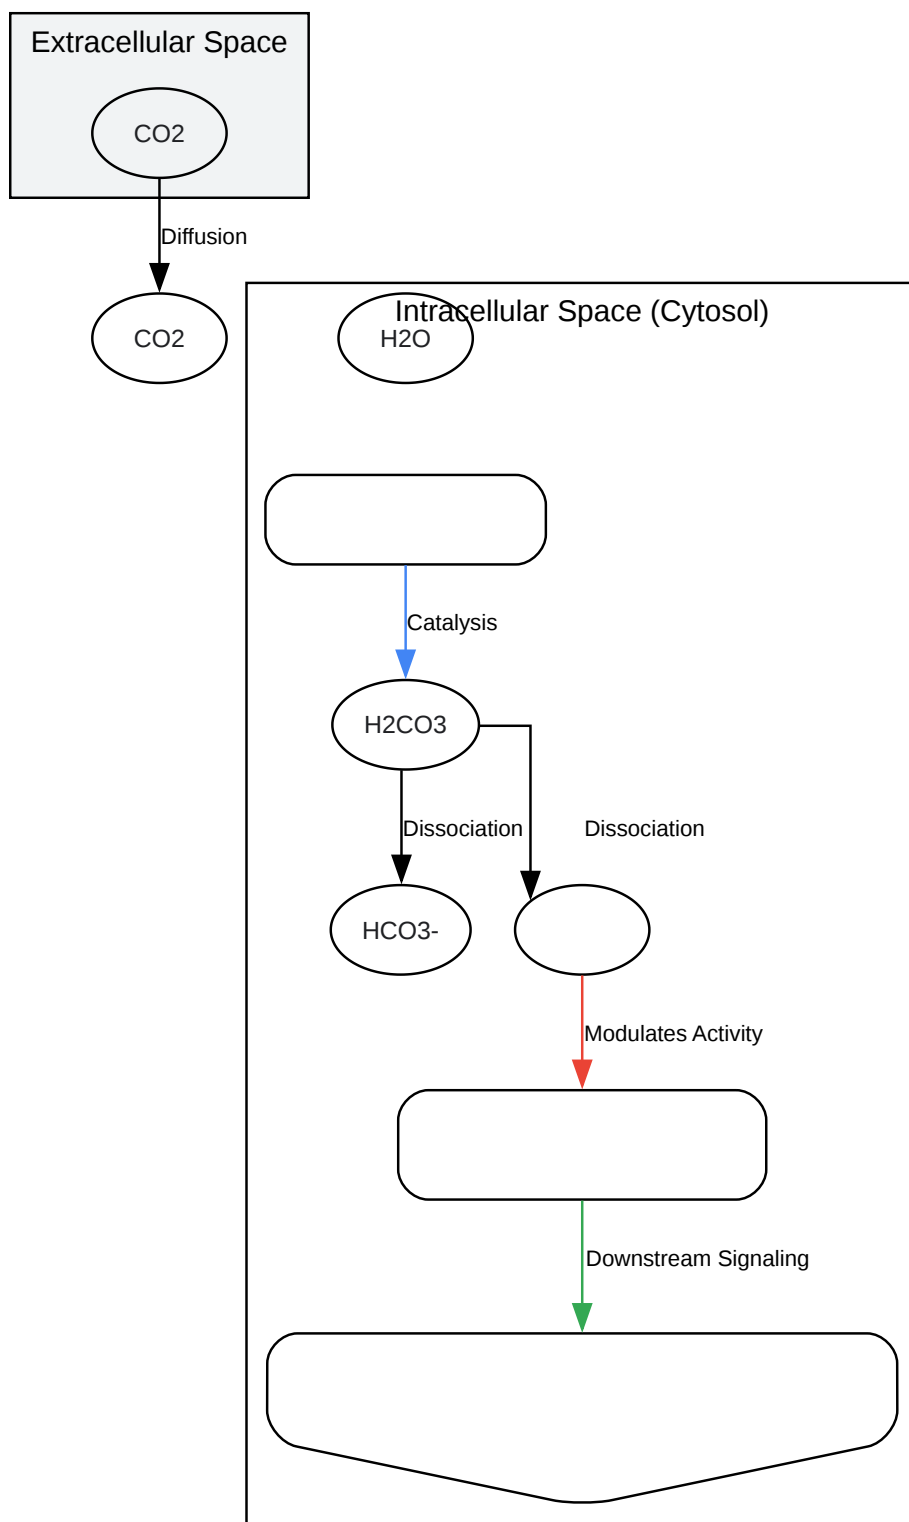 Extracellular Space
CO2
Diffusion
CO2
Intracellular Space (Cytosol)
H2O
Catalysis
H2CO3
Dissociation
Dissociation
HCO3-
Modulates Activity
Downstream Signaling